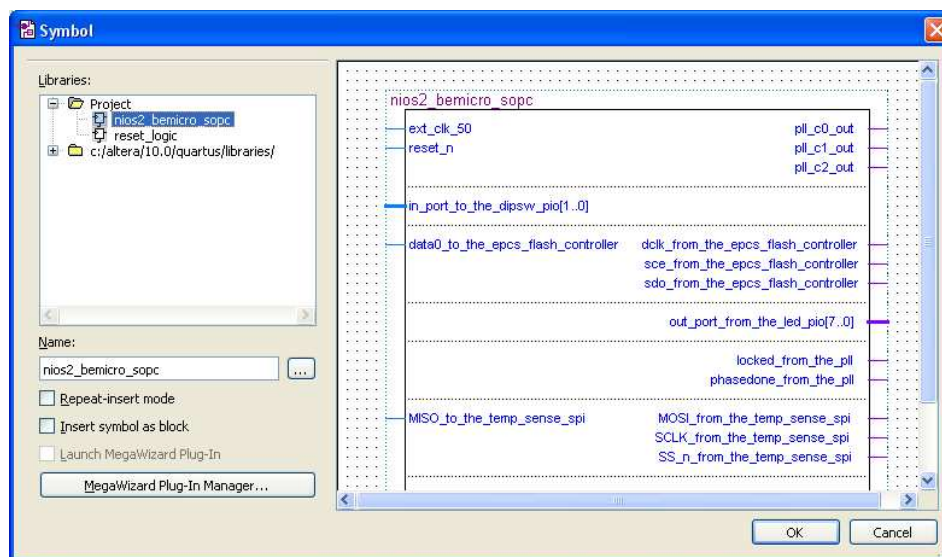 Symbol
Libraries:
Project
nios2_bemicro_sopc
reset_logic
c:/altera/10.0/quartus/libraries/
Name:
nios2_bemicro_sopc
...
Repeat-insert mode
Insert symbol as block
Launch MegaWizard Plug-In
MegaWizard Plug-In Manager...
nios2_bemicro_sopc
ext_clk_50 pll_c0_out
reset_n pll_c1_out
pll_c2_out
in_port_to_the_dipsw_pio[1..0]
data0_to_the_epcs_flash_controller dclk_from_the_epcs_flash_controller
sce_from_the_epcs_flash_controller
sdo_from_the_epcs_flash_controller
out_port_from_the_led_pio[7..0]
locked_from_the_pll
phasedone_from_the_pll
MISO_to_the_temp_sense_spi MOSI_from_the_temp_sense_spi
SCLK_from_the_temp_sense_spi
SS_n_from_the_temp_sense_spi
OK Cancel